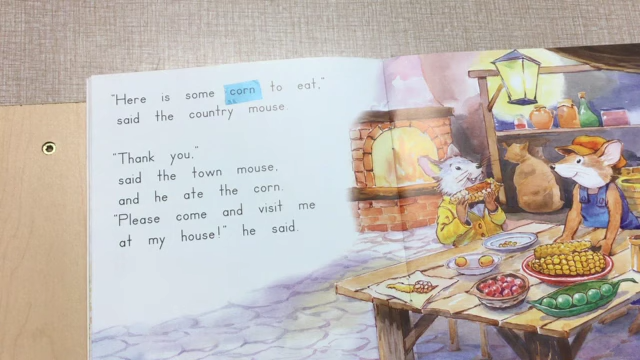 "Here is some corn to eat,"
said the country mouse.
"Thank you,"
said the town mouse,
and he ate the corn.
"Please come and visit me
at my house!" he said.